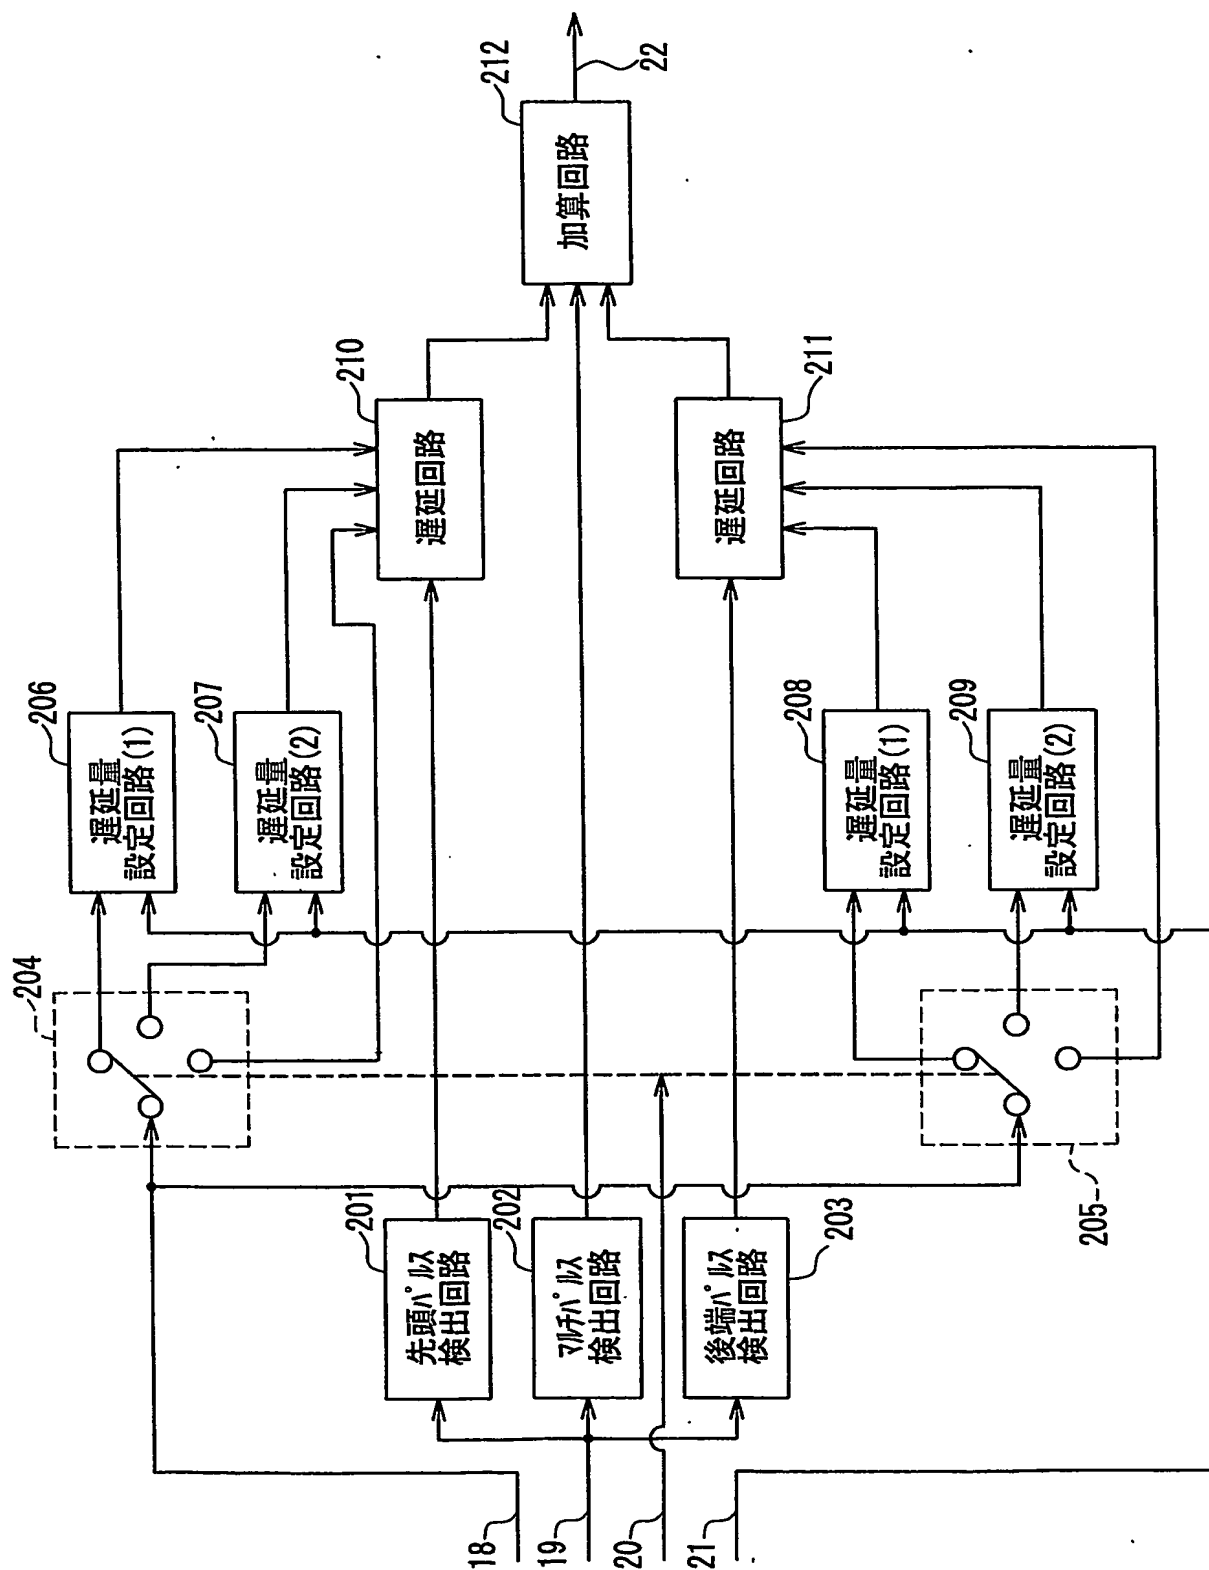 18
19
20
21
201
先頭ﾊﾟﾙｽ
検出回路
202
ﾏﾙﾁﾊﾟﾙｽ
検出回路
203
後端ﾊﾟﾙｽ
検出回路
204
205
206
遅延量
設定回路(1)
207
遅延量
設定回路(2)
208
遅延量
設定回路(1)
209
遅延量
設定回路(2)
210
遅延回路
211
遅延回路
212
加算回路
22